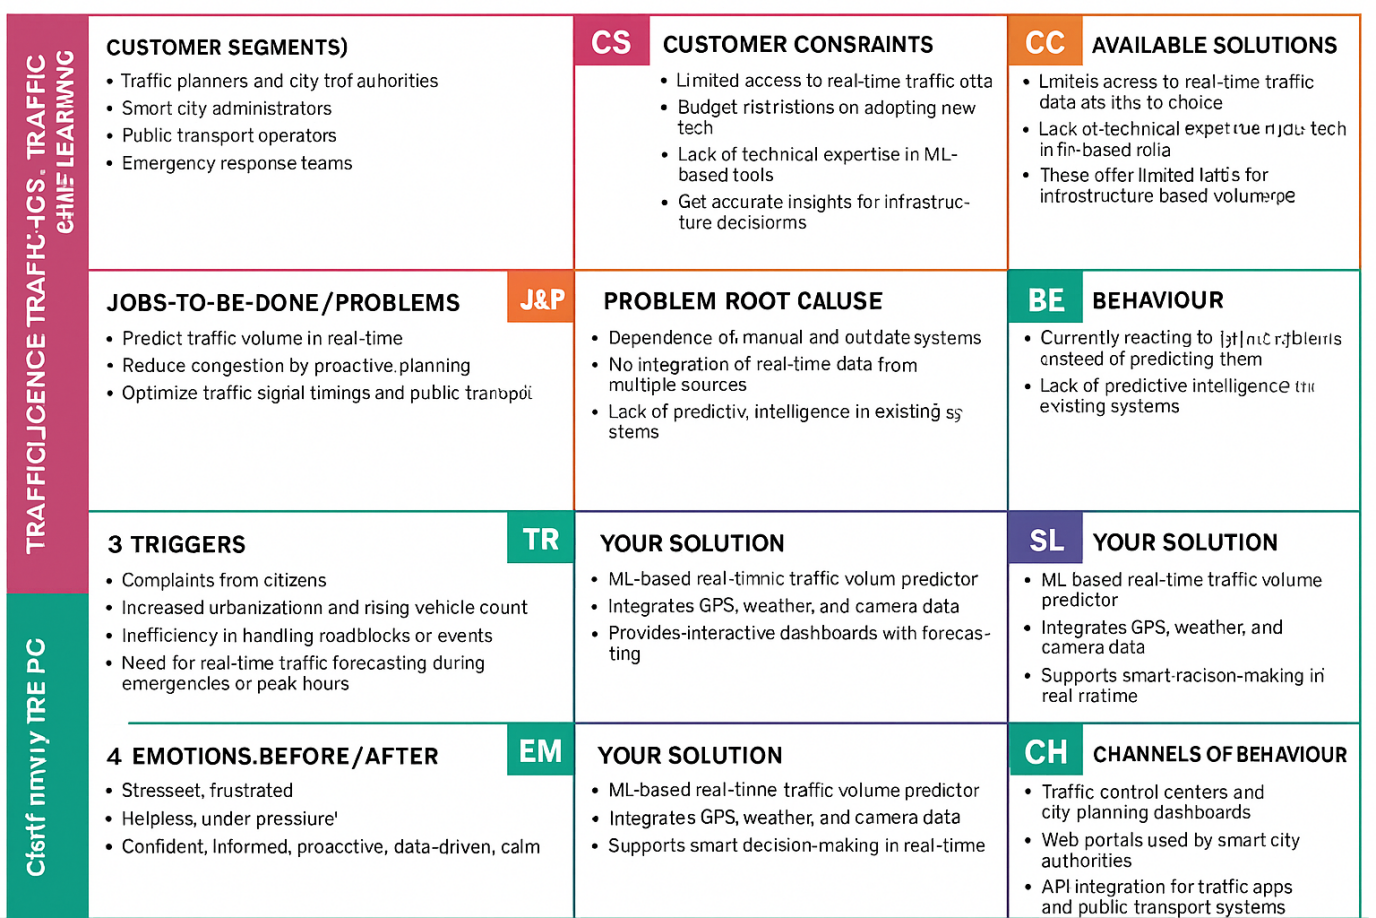 CUSTOMER SEGMENTS)
• Traffic planners and city trof auhorities
• Smort city administrators
• Public transport operators
• Emergency response teams
CS
CUSTOMER CONSRAINTS
• Limited access to real-time traffic otta
• Budget ristristions on adopting new
tech
• Lack of technical expertise in ML-
based tools
• Get accurate insights for infrastruc-
ture decisiorms
CC
AVAILABLE SOLUTIONS
• Lmiteis acress to real-time traffic
data ats iths to choice
• Lack ot-technical tech
in fin-based rolia
• These offer limited for
introstructure based
JOBS-TO-BE-DONE/PROBLEMS
J&P
• Predict traffic volume in real-time
• Reduce congestion by proactive.planning
• Optimize traffic signal timings and public
PROBLEM ROOT CALUSE
• Dependence of, manual and outdate systems
• No integration of real-time data from
multiple sources
• Lack of predictiv, intelligence in existing sy
stems
BE
BEHAVIOUR
• Currently reacting to
onsteed of predicting them
• Lack of predictive intelligence
existing systems
3 TRIGGERS
TR
• Complaints from citizens
• Increased urbanizationn and rising vehicle count
• Inefficiency in handling roadblocks or events
• Need for real-time traffic forecasting during
emergencles or peak hours
YOUR SOLUTION
• ML-based real-timnic traffic volum predictor
• Integrates GPS, weather, and camera data
• Provides-interactive dashboards with forecas-
ting
SL
YOUR SOLUTION
• ML based real-time traffic volume
predictor
• Integrates GPS, weather, and
camera data
• Supports smart-racison-making in
real rratime
4 EMOTIONS.BEFORE/AFTER
EM
• Stresseet, frustrated
• Helpless, under pressiure'
• Confident, Informed, proacctive, data-driven, calm
YOUR SOLUTION
• ML-based real-tinne traffic volume predictor
• Integrates GPS, weather, and camera data
• Supports smart decision-making in real-time
CH
CHANNELS OF BEHAVIOUR
• Traffic control centers and
city planning dashboards
• Web portals used by smart city
authorities
• API integration for traffic apps
and public transport systems
TRAFFIC
LEARNING
TRE PC